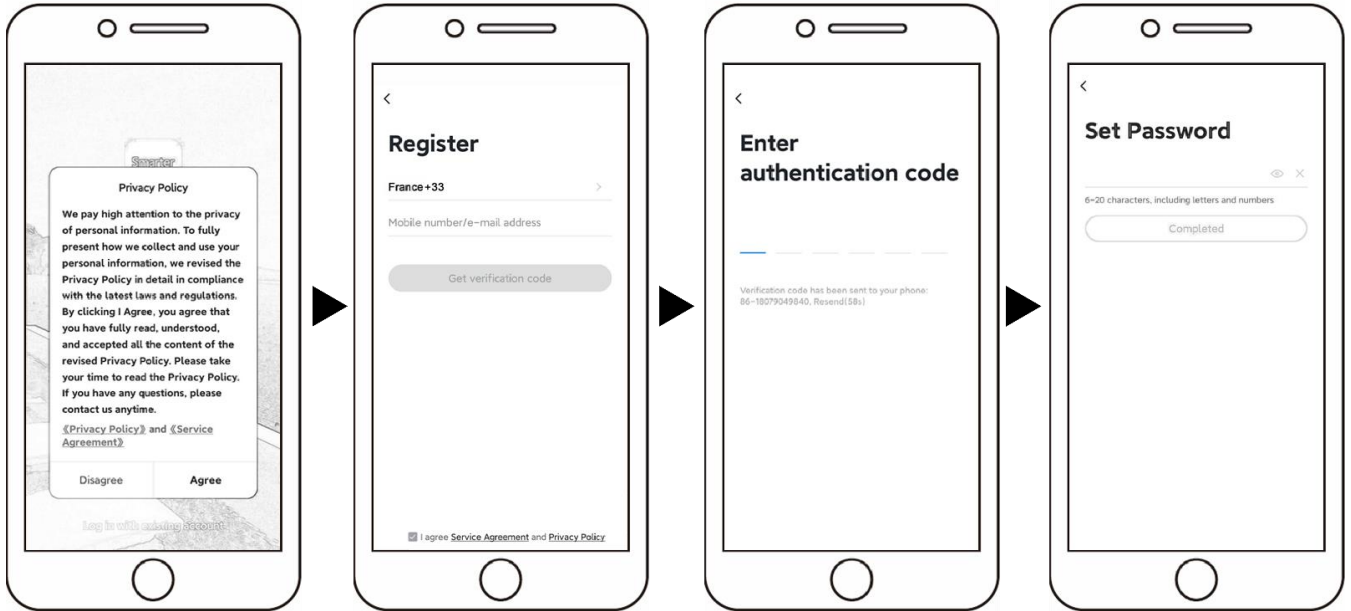 Smarter
Privacy Policy
We pay high attention to the privacy
of personal information. To fully
present how we collect and use your
personal information, we revised the
Privacy Policy in detail in compliance
with the latest laws and regulations.
By clicking I Agree, you agree that
you have fully read, understood,
and accepted all the content of the
revised Privacy Policy. Please take
your time to read the Privacy Policy.
If you have any questions, please
contact us anytime.
《Privacy Policy》 and 《Service
Agreement》
Disagree
Agree
Log in with existing account
Register
France +33
Mobile number/e-mail address
Get verification code
I agree Service Agreement and Privacy Policy
Enter
authentication code
Verification code has been sent to your phone:
86-18079049840, Resend(58s)
Set Password
6-20 characters, including letters and numbers
Completed